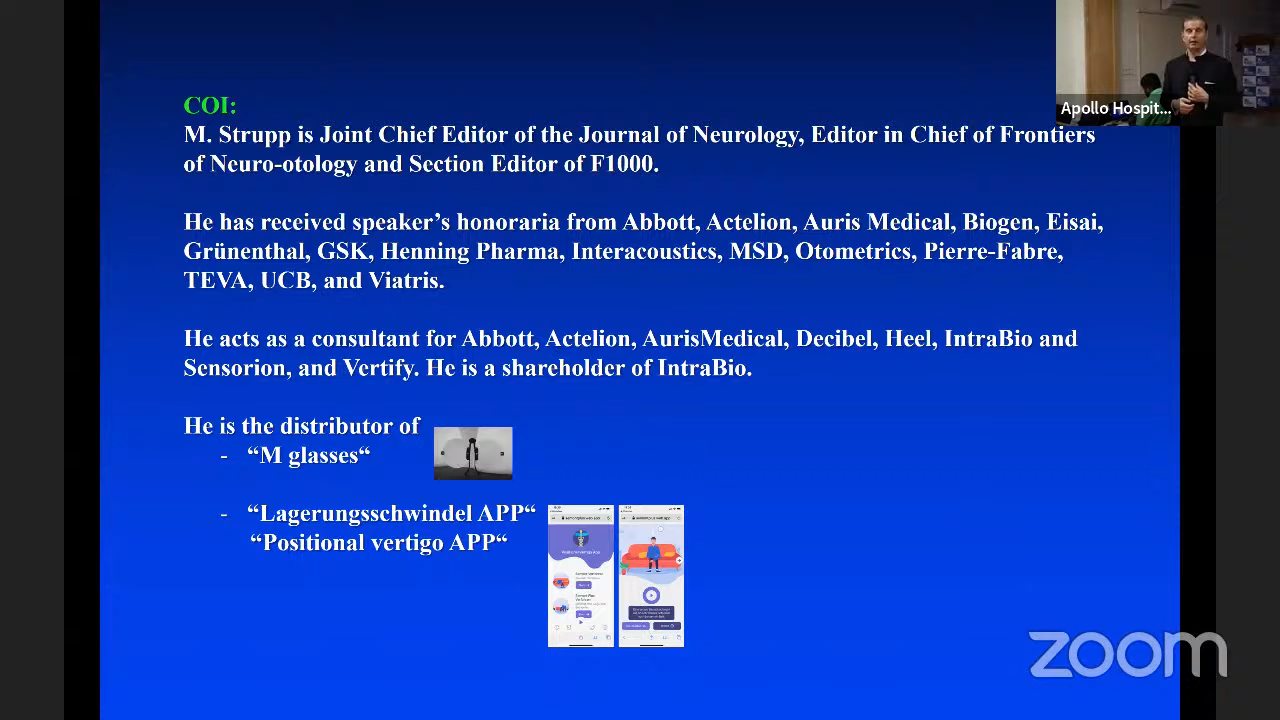 COI:
M. Strupp is Joint Chief Editor of the Journal of Neurology, Editor in Chief of Frontiers
of Neuro-otology and Section Editor of F1000.
He has received speaker's honoraria from Abbott, Actelion, Auris Medical, Biogen, Eisai,
Grünenthal, GSK, Henning Pharma, Interacoustics, MSD, Otometrics, Pierre-Fabre,
TEVA, UCB, and Viatris.
He acts as a consultant for Abbott, Actelion, AurisMedical, Decibel, Heel, IntraBio and
Sensorion, and Vertify. He is a shareholder of IntraBio.
He is the distributor of
- “M glasses“
- “Lagerungsschwindel APP“
“Positional vertigo APP“
Positional Vertigo App
Apollo Hospit...
zoom